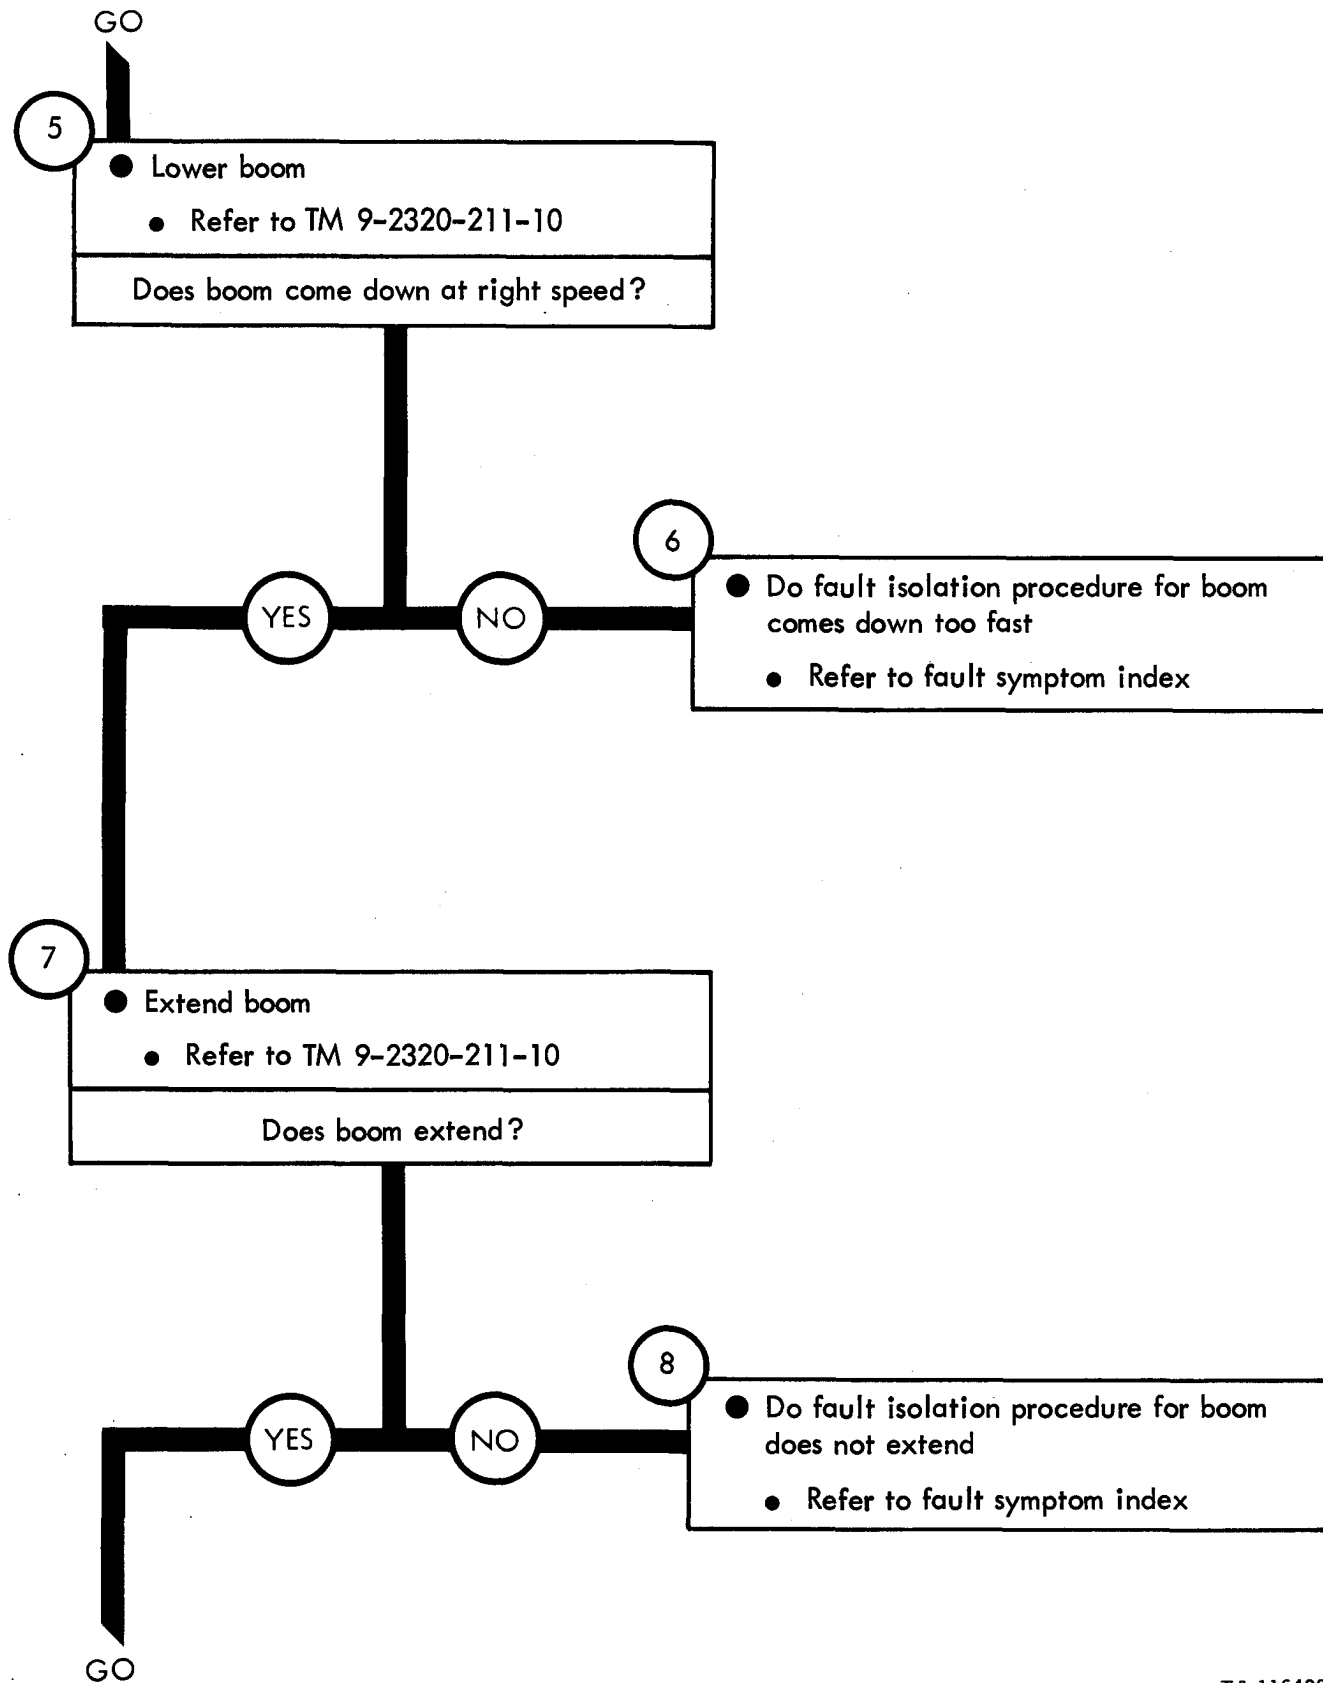 GO
5
● Lower boom
● Refer to TM 9-2320-211-10
Does boom come down at right speed?
6
YES
NO
● Do fault isolation procedure for boom
comes down too fast
● Refer to fault symptom index
7
● Extend boom
● Refer to TM 9-2320-211-10
Does boom extend?
8
YES
NO
● Do fault isolation procedure for boom
does not extend
● Refer to fault symptom index
GO